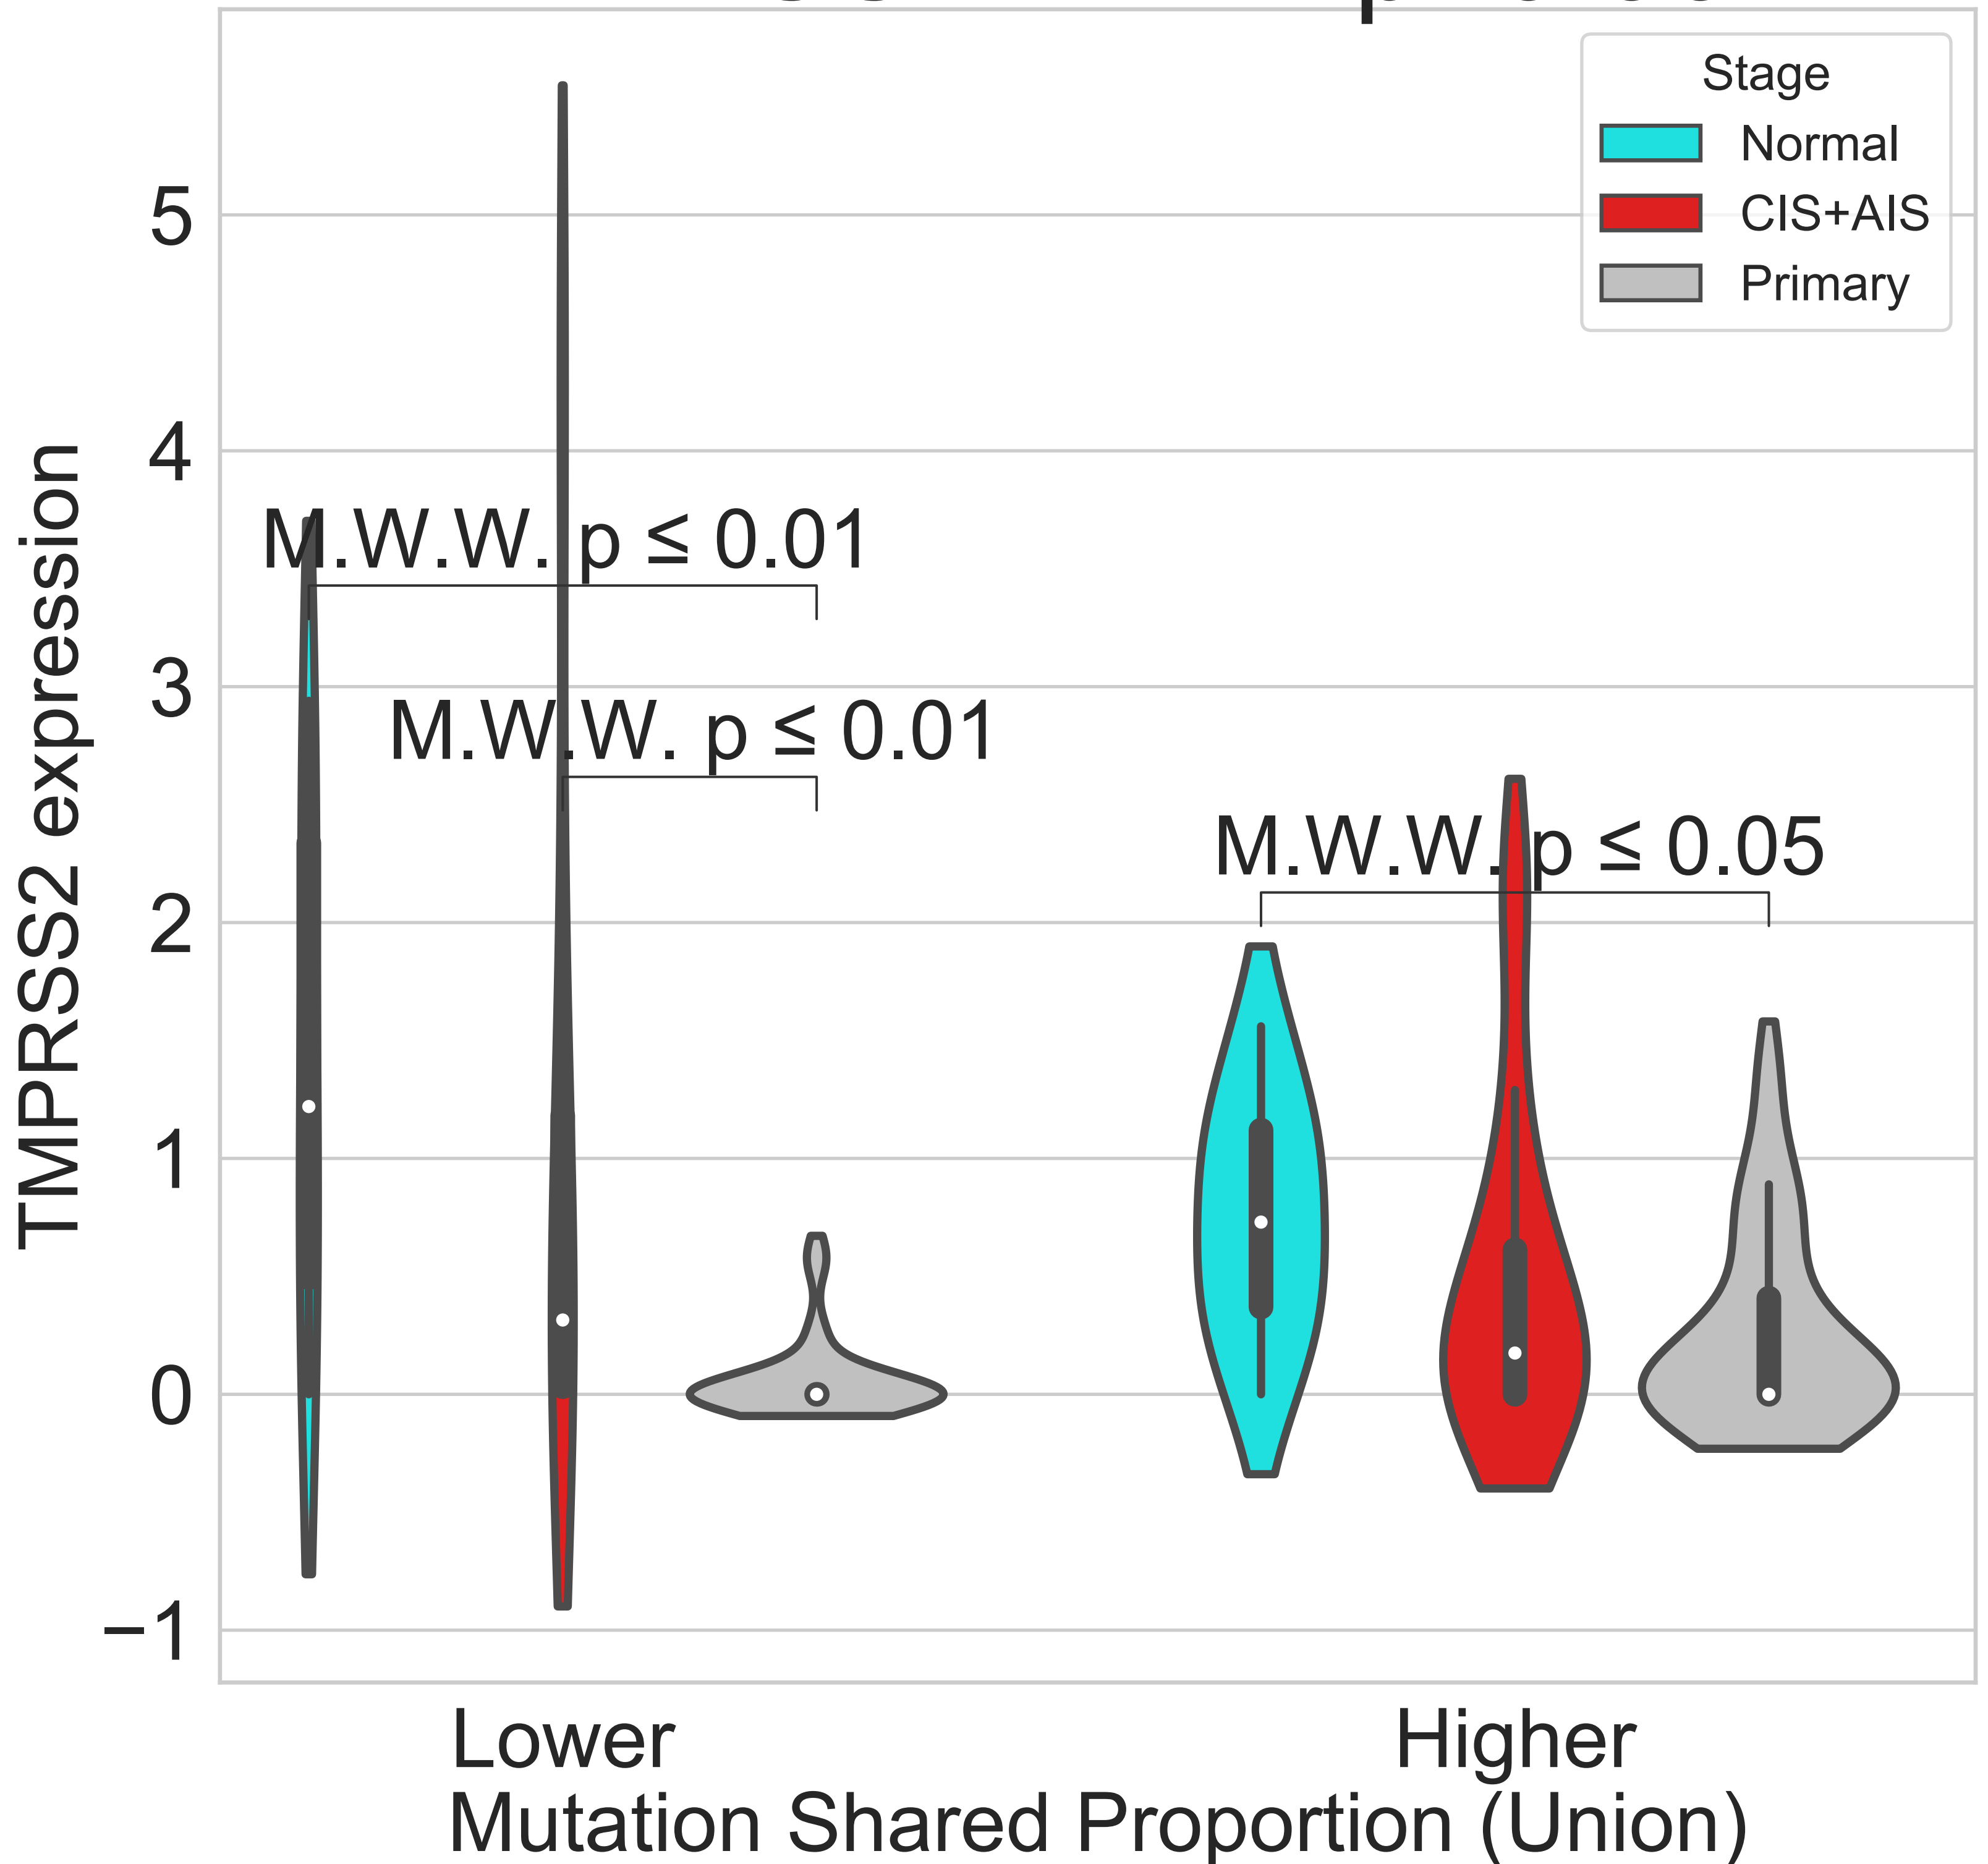 Stage
Normal
CIS+AIS
Primary
5
4
3
2
1
0
−1
TMPRSS2 expression
M.W.W. p ≤ 0.01
M.W.W. p ≤ 0.01
M.W.W. p ≤ 0.05
Lower
Higher
Mutation Shared Proportion (Union)